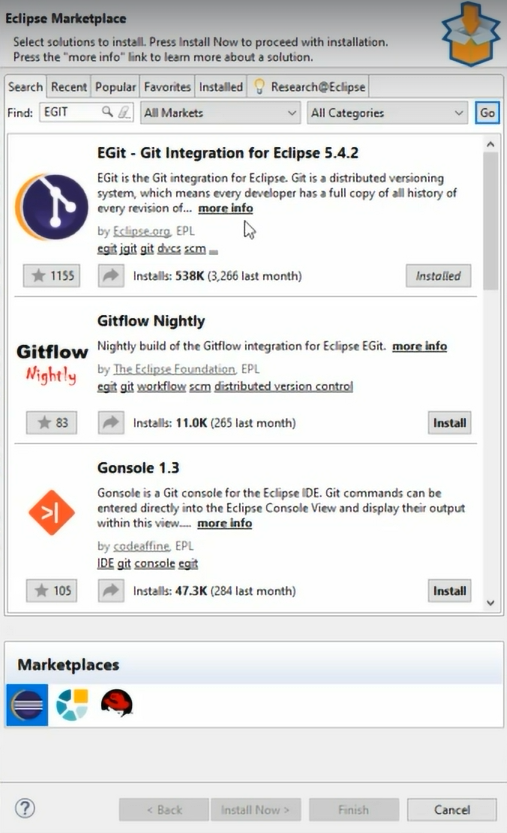 Eclipse Marketplace
Select solutions to install. Press Install Now to proceed with installation.
Press the "more info" link to learn more about a solution.
Search Recent Popular Favorites Installed Research@Eclipse
Find: EGIT All Markets All Categories Go
EGit - Git Integration for Eclipse 5.4.2
EGit is the Git integration for Eclipse. Git is a distributed versioning
system, which means every developer has a full copy of all history of
every revision of... more info
by Eclipse.org, EPL
egit jgit git dvcs scm ...
1155 Installs: 538K (3,266 last month) Installed
Gitflow Nightly
Gitflow
Nightly
Nightly build of the Gitflow integration for Eclipse EGit. more info
by The Eclipse Foundation, EPL
egit git workflow scm distributed version control
83 Installs: 11.0K (265 last month) Install
Gonsole 1.3
Gonsole is a Git console for the Eclipse IDE. Git commands can be
entered directly into the Eclipse Console View and display their output
within this view.... more info
by codeaffine, EPL
IDE git console egit
105 Installs: 47.3K (284 last month) Install
Marketplaces
? < Back Install Now > Finish Cancel